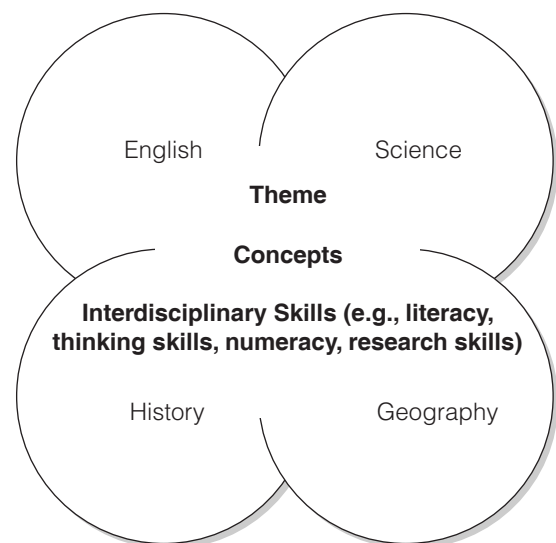 English
Science
Theme
Concepts
Interdisciplinary Skills (e.g., literacy,
thinking skills, numeracy, research skills)
History
Geography